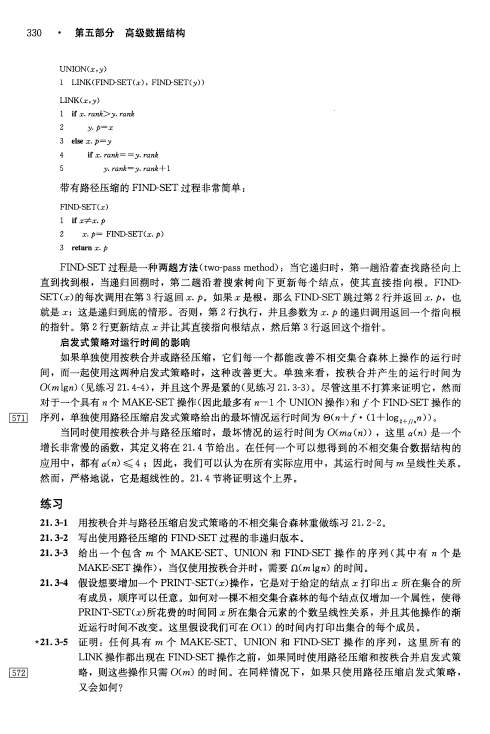 330 · 第五部分 高级数据结构
UNION(x,y)
1 LINK(FIND-SET(x), FIND-SET(y))
LINK(x,y)
1 if x.rank>y.rank
2 y.p=x
3 else x.p=y
4 if x.rank==y.rank
5 y.rank=y.rank+1
带有路径压缩的 FIND-SET 过程非常简单：
FIND-SET(x)
1 if x≠x.p
2 x.p= FIND-SET(x.p)
3 return x.p
FIND-SET 过程是一种两趟方法(two-pass method)：当它递归时，第一趟沿着查找路径向上
直到找到根，当递归回溯时，第二趟沿着搜索树向下更新每个结点，使其直接指向根。FIND-
SET(x)的每次调用在第 3 行返回 x.p。如果 x 是根，那么 FIND-SET 跳过第 2 行并返回 x.p，也
就是 x；这是递归到底的情形。否则，第 2 行执行，并且参数为 x.p 的递归调用返回一个指向根
的指针。第 2 行更新结点 x 并让其直接指向根结点，然后第 3 行返回这个指针。
启发式策略对运行时间的影响
如果单独使用按秩合并或路径压缩，它们每一个都能改善不相交集合森林上操作的运行时
间，而一起使用这两种启发式策略时，这种改善更大。单独来看，按秩合并产生的运行时间为
O(m lgn)(见练习 21.4-4)，并且这个界是紧的(见练习 21.3-3)。尽管这里不打算来证明它，然而
对于一个具有 n 个 MAKE-SET 操作(因此最多有 n−1 个 UNION 操作)和 f 个 FIND-SET 操作的
571 序列，单独使用路径压缩启发式策略给出的最坏情况运行时间为 Θ(n+f·(1+log₂₊f/ₙn))。
当同时使用按秩合并与路径压缩时，最坏情况的运行时间为 O(mα(n))，这里 α(n) 是一个
增长非常慢的函数，其定义将在 21.4 节给出。在任何一个可以想得到的不相交集合数据结构的
应用中，都有 α(n)≤4；因此，我们可以认为在所有实际应用中，其运行时间与 m 呈线性关系。
然而，严格地说，它是超线性的。21.4 节将证明这个上界。
练习
21.3-1 用按秩合并与路径压缩启发式策略的不相交集合森林重做练习 21.2-2。
21.3-2 写出使用路径压缩的 FIND-SET 过程的非递归版本。
21.3-3 给出一个包含 m 个 MAKE-SET、UNION 和 FIND-SET 操作的序列(其中有 n 个是
MAKE-SET 操作)，当仅使用按秩合并时，需要 Ω(m lgn) 的时间。
21.3-4 假设想要增加一个 PRINT-SET(x)操作，它是对于给定的结点 x 打印出 x 所在集合的所
有成员，顺序可以任意。如何对一棵不相交集合森林的每个结点仅增加一个属性，使得
PRINT-SET(x)所花费的时间同 x 所在集合元素的个数呈线性关系，并且其他操作的渐
近运行时间不改变。这里假设我们可在 O(1) 的时间内打印出集合的每个成员。
*21.3-5 证明：任何具有 m 个 MAKE-SET、UNION 和 FIND-SET 操作的序列，这里所有的
LINK 操作都出现在 FIND-SET 操作之前，如果同时使用路径压缩和按秩合并启发式策
572 略，则这些操作只需 O(m) 的时间。在同样情况下，如果只使用路径压缩启发式策略，
又会如何？